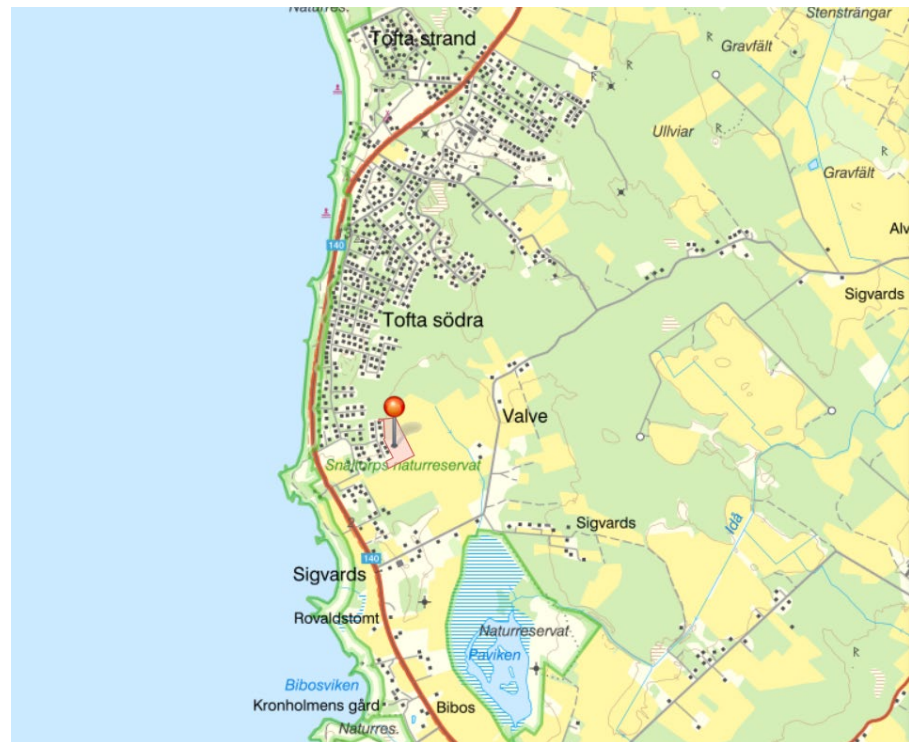 Naturres.
Tofta strand
Stensträngar
Gravfält
Ullviar
Gravfält
Alv
140
Sigvards
Tofta södra
Valve
Snäckorps naturreservat
Sigvards
Idå
140
Sigvards
Rovaldstomt
Naturreservat
Paviken
Bibosviken
Kronholmens gård
Bibos
Naturres.